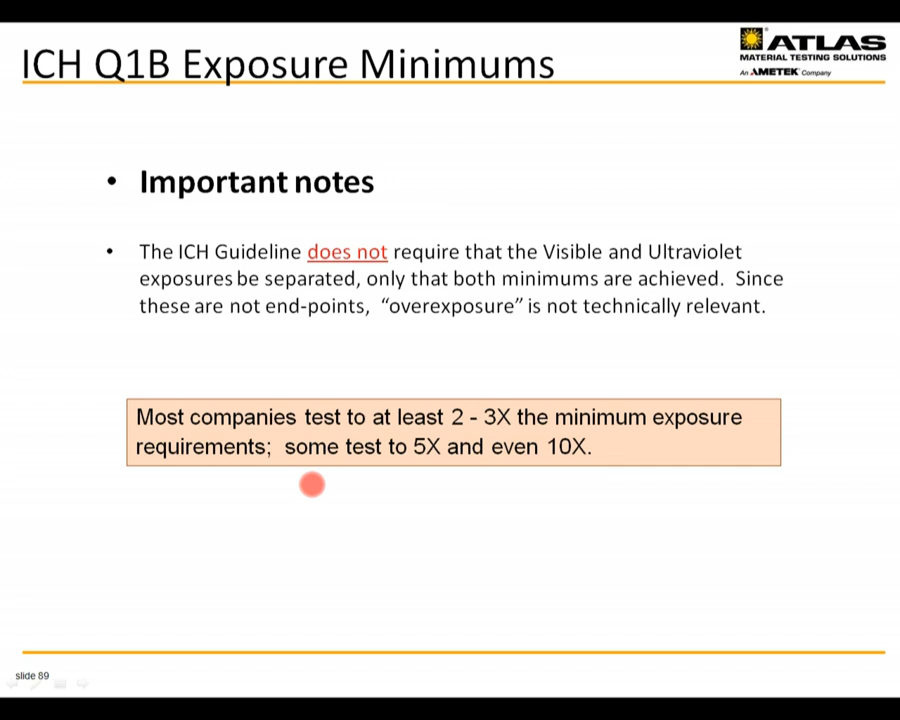 ICH Q1B Exposure Minimums
ATLAS
MATERIAL TESTING SOLUTIONS
An AMETEK Company
• Important notes
• The ICH Guideline does not require that the Visible and Ultraviolet
exposures be separated, only that both minimums are achieved. Since
these are not end-points, “overexposure” is not technically relevant.
Most companies test to at least 2 - 3X the minimum exposure
requirements; some test to 5X and even 10X.
slide 89